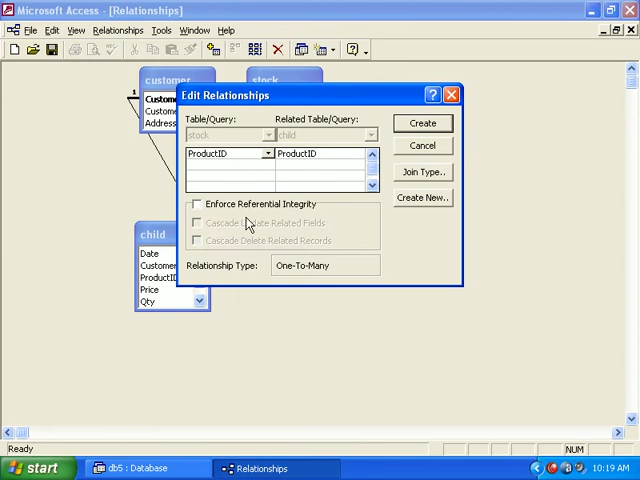 Microsoft Access - [Relationships]
File Edit View Relationships Tools Window Help
customer
stock
1
Custome
Custome
Address
Edit Relationships
Table/Query: Related Table/Query:
stock child
ProductID ProductID
Create
Cancel
Join Type..
Create New..
Enforce Referential Integrity
Cascade Update Related Fields
Cascade Delete Related Records
Relationship Type: One-To-Many
child
Date
Customer
ProductID
Price
Qty
Ready NUM
start db5 : Database Relationships 10:19 AM